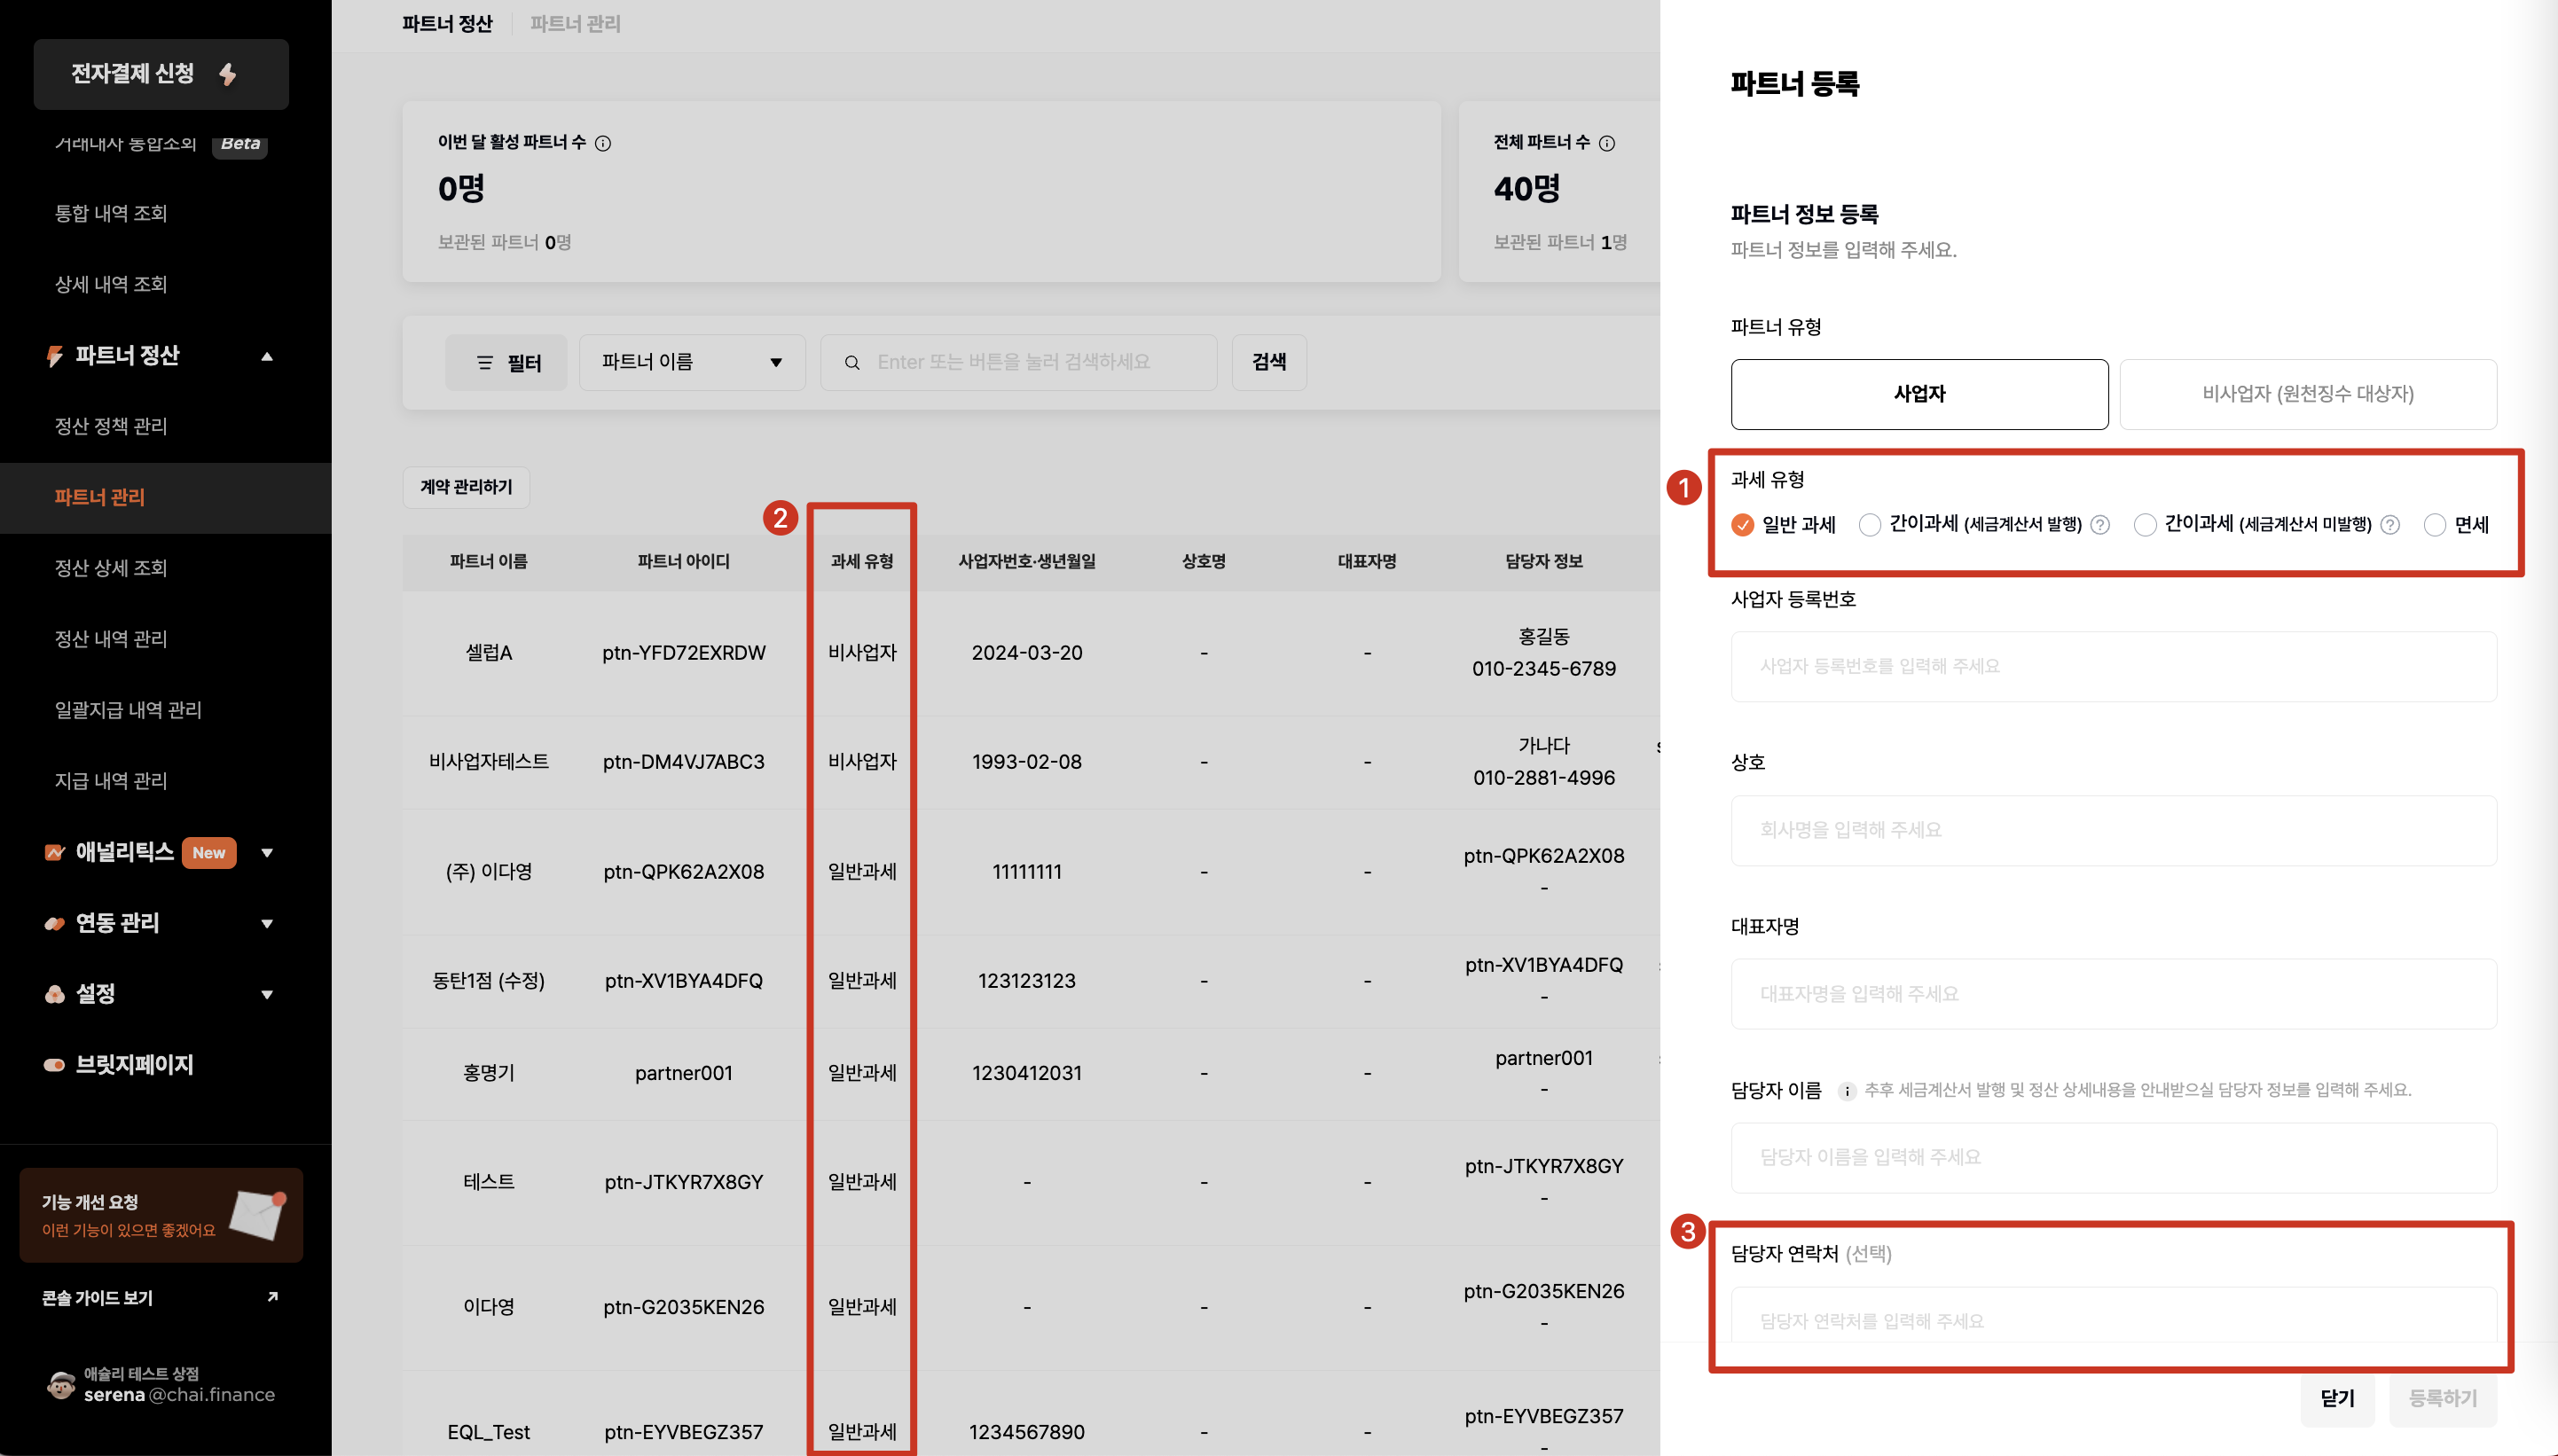 전자결제 신청
거래대사 통합조회 Beta
통합 내역 조회
상세 내역 조회
파트너 정산
정산 정책 관리
파트너 관리
정산 상세 조회
정산 내역 관리
일괄지급 내역 관리
지급 내역 관리
애널리틱스 New
연동 관리
설정
브릿지페이지
기능 개선 요청
이런 기능이 있으면 좋겠어요
콘솔 가이드 보기
애슐리 테스트 상점
serena@chai.finance
파트너 정산 파트너 관리
이번 달 활성 파트너 수
0명
보관된 파트너 0명
전체 파트너 수
40명
보관된 파트너 1명
필터 파트너 이름 Enter 또는 버튼을 눌러 검색하세요 검색
계약 관리하기
2
파트너 이름 파트너 아이디 과세 유형 사업자번호·생년월일 상호명 대표자명 담당자 정보
셀럽A ptn-YFD72EXRDW 비사업자 2024-03-20 - - 홍길동
010-2345-6789
비사업자테스트 ptn-DM4VJ7ABC3 비사업자 1993-02-08 - - 가나다
010-2881-4996
(주) 이다영 ptn-QPK62A2X08 일반과세 11111111 - - ptn-QPK62A2X08
-
동탄1점 (수정) ptn-XV1BYA4DFQ 일반과세 123123123 - - ptn-XV1BYA4DFQ
-
홍명기 partner001 일반과세 1230412031 - - partner001
-
테스트 ptn-JTKYR7X8GY 일반과세 - - - ptn-JTKYR7X8GY
-
이다영 ptn-G2035KEN26 일반과세 - - - ptn-G2035KEN26
-
EQL_Test ptn-EYVBEGZ357 일반과세 1234567890 - - ptn-EYVBEGZ357
-
파트너 등록
파트너 정보 등록
파트너 정보를 입력해 주세요.
파트너 유형
사업자 비사업자 (원천징수 대상자)
1
과세 유형
일반 과세 간이과세 (세금계산서 발행) ? 간이과세 (세금계산서 미발행) ? 면세
사업자 등록번호
사업자 등록번호를 입력해 주세요
상호
회사명을 입력해 주세요
대표자명
대표자명을 입력해 주세요
담당자 이름 i 추후 세금계산서 발행 및 정산 상세내용을 안내받으실 담당자 정보를 입력해 주세요.
담당자 이름을 입력해 주세요
3
담당자 연락처 (선택)
담당자 연락처를 입력해 주세요
닫기 등록하기